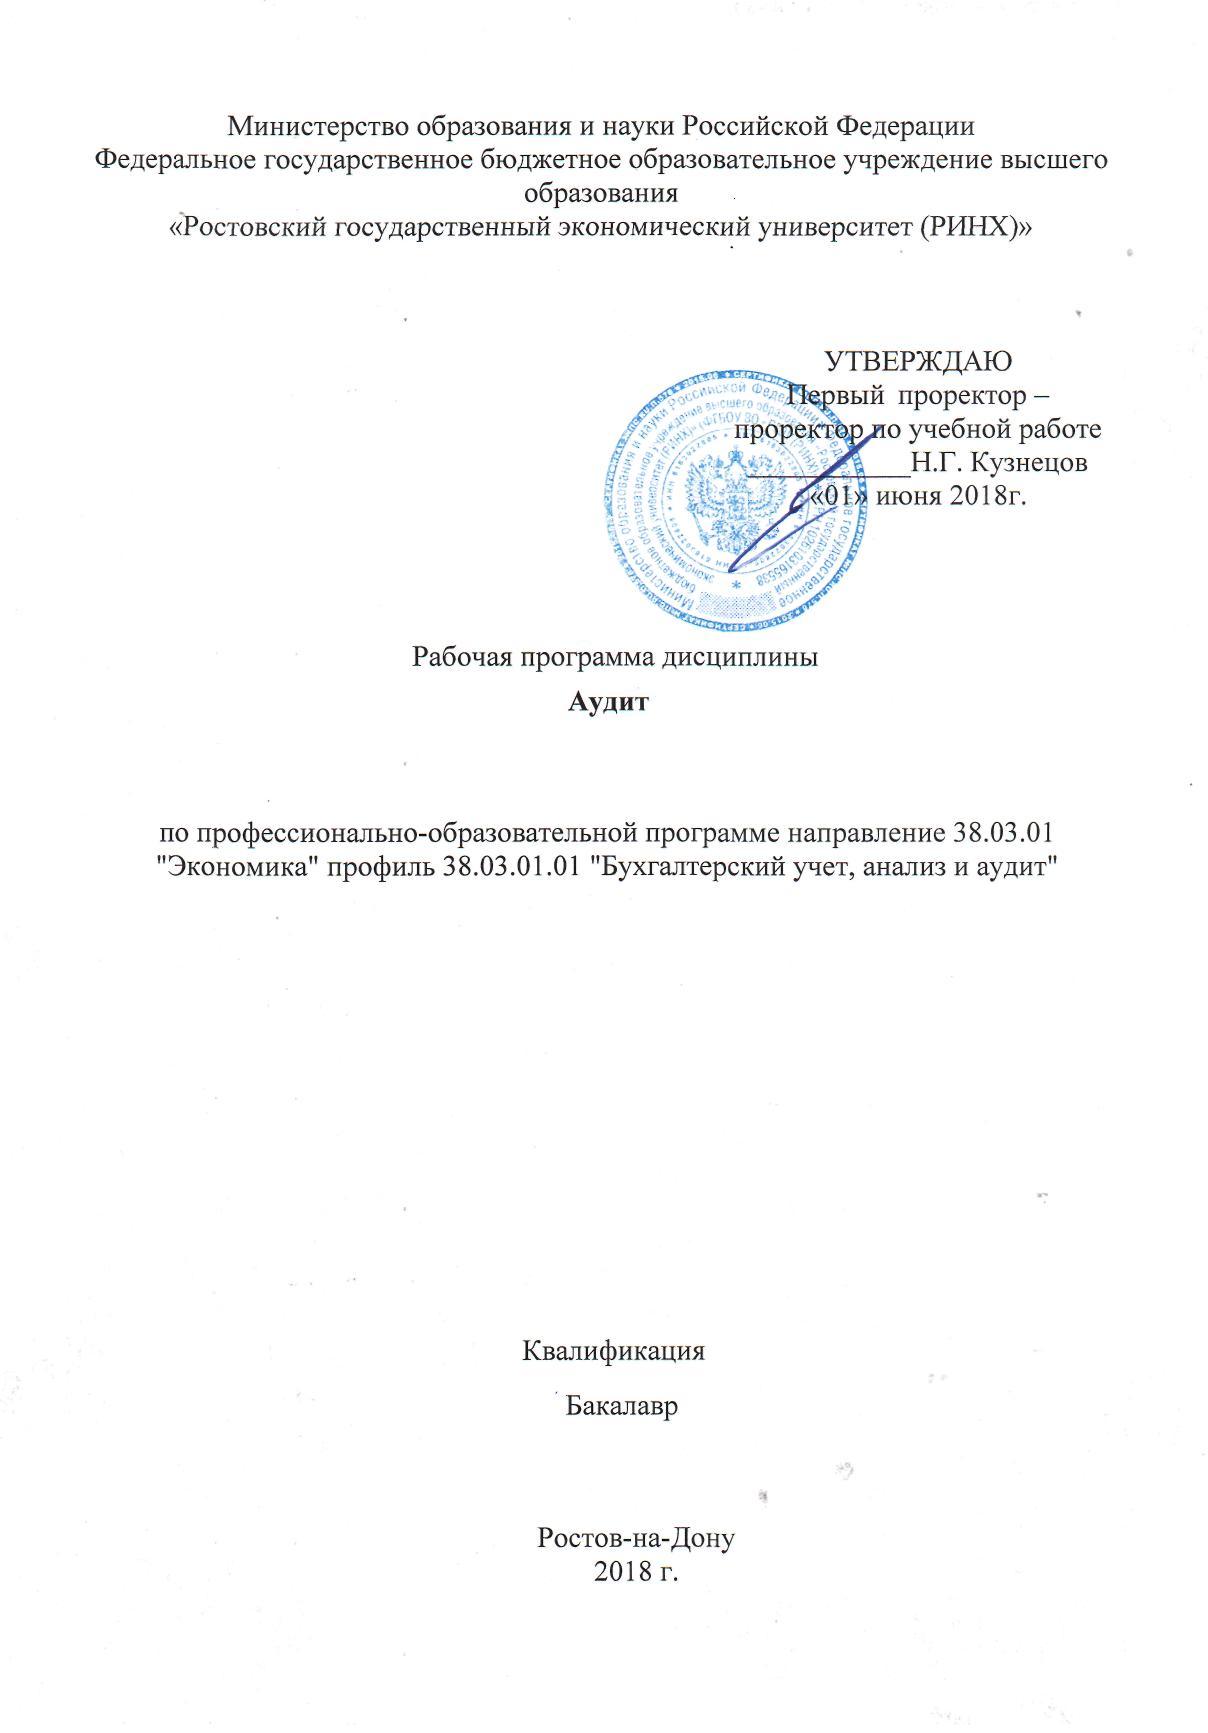 Министерство образования и науки Российской Федерации
Федеральное государственное бюджетное образовательное учреждение высшего
образования
«Ростовский государственный экономический университет (РИНХ)»
УТВЕРЖДАЮ
Первый проректор –
проректор по учебной работе
____________Н.Г. Кузнецов
«01» июня 2018г.
Рабочая программа дисциплины
Аудит
по профессионально-образовательной программе направление 38.03.01
"Экономика" профиль 38.03.01.01 "Бухгалтерский учет, анализ и аудит"
Квалификация
Бакалавр
Ростов-на-Дону
2018 г.